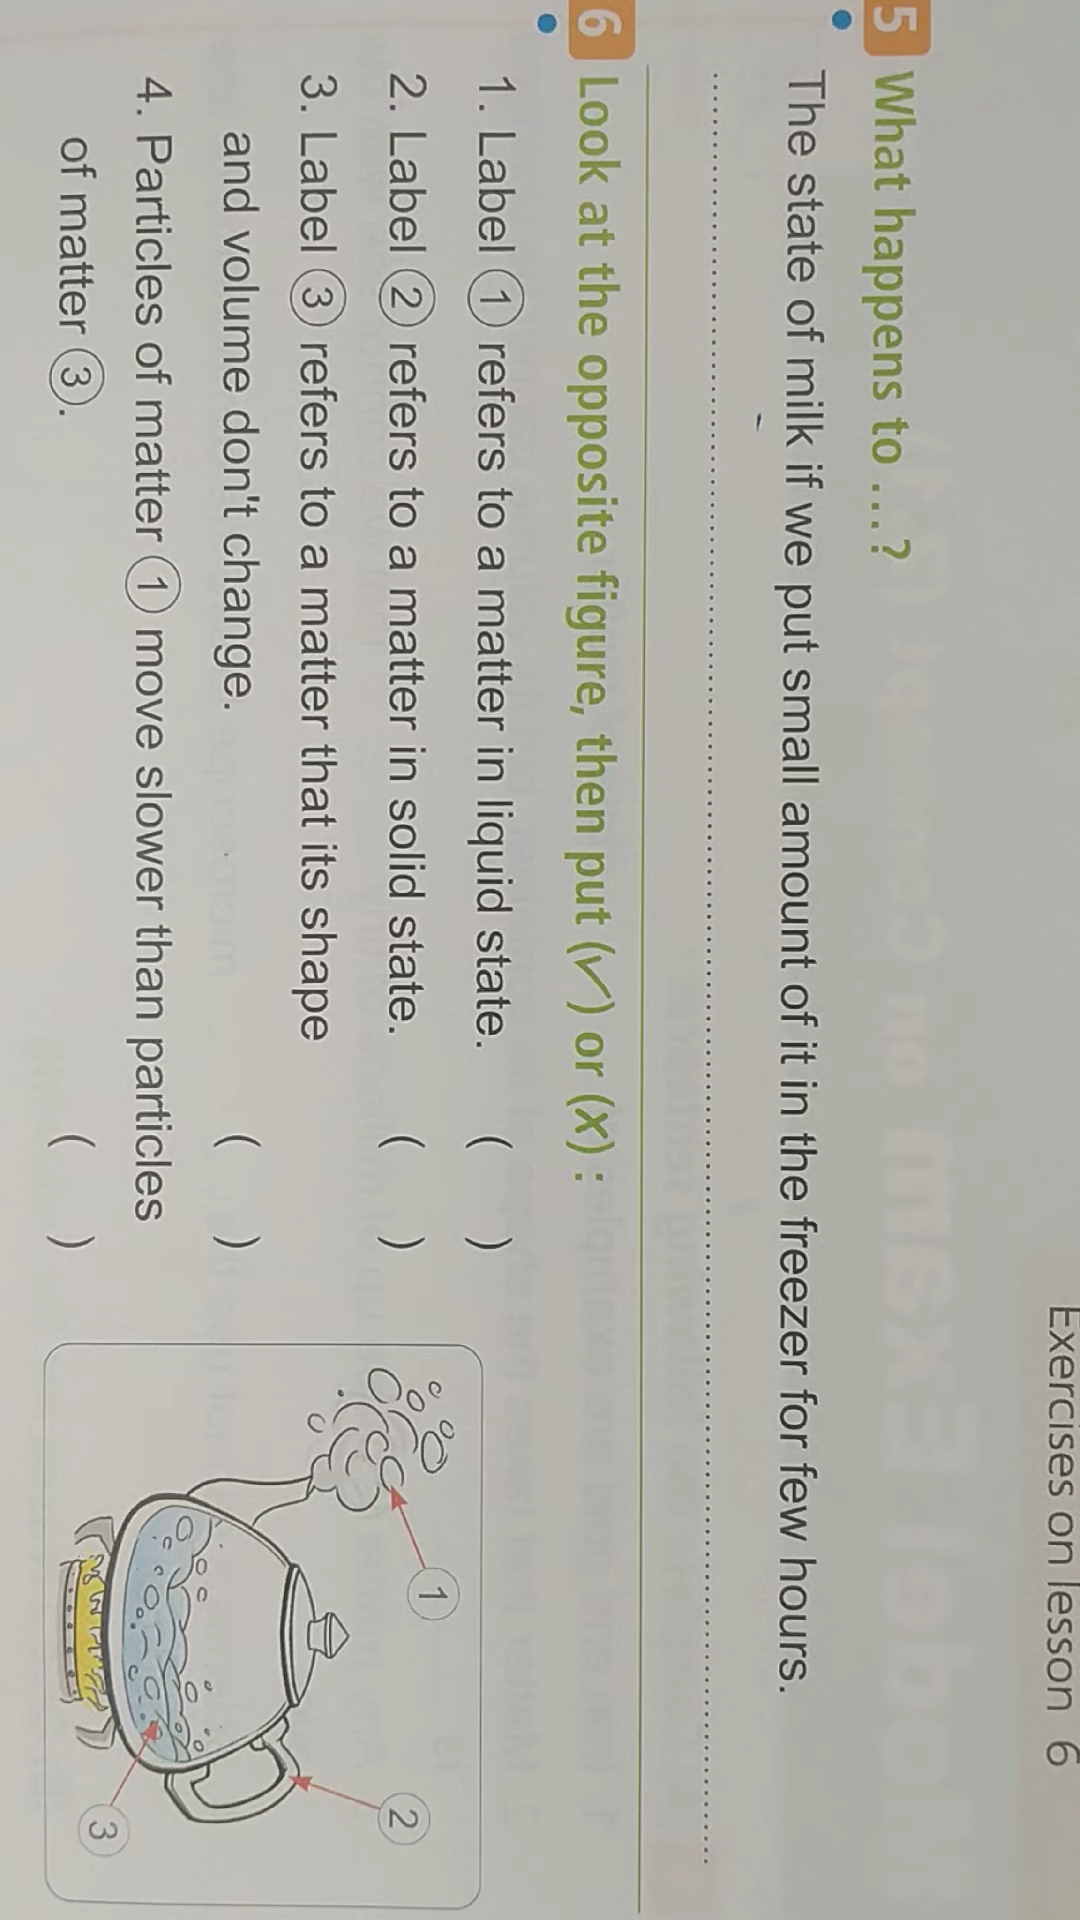 Exercises on lesson 6
5 What happens to ...?
The state of milk if we put small amount of it in the freezer for few hours.
6 Look at the opposite figure, then put (✓) or (x) :
1. Label ① refers to a matter in liquid state. ( )
2. Label ② refers to a matter in solid state. ( )
3. Label ③ refers to a matter that its shape
and volume don't change. ( )
4. Particles of matter ① move slower than particles
of matter ③. ( )
1
2
3